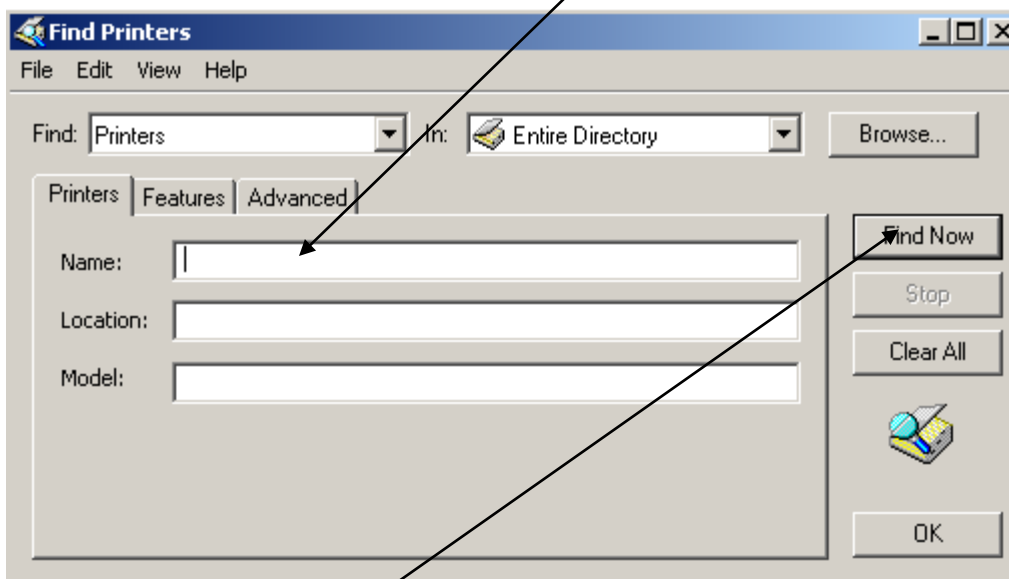 Find Printers
File Edit View Help
Find: Printers In: Entire Directory Browse...
Printers Features Advanced
Find Now
Name:
Stop
Location:
Clear All
Model:
OK